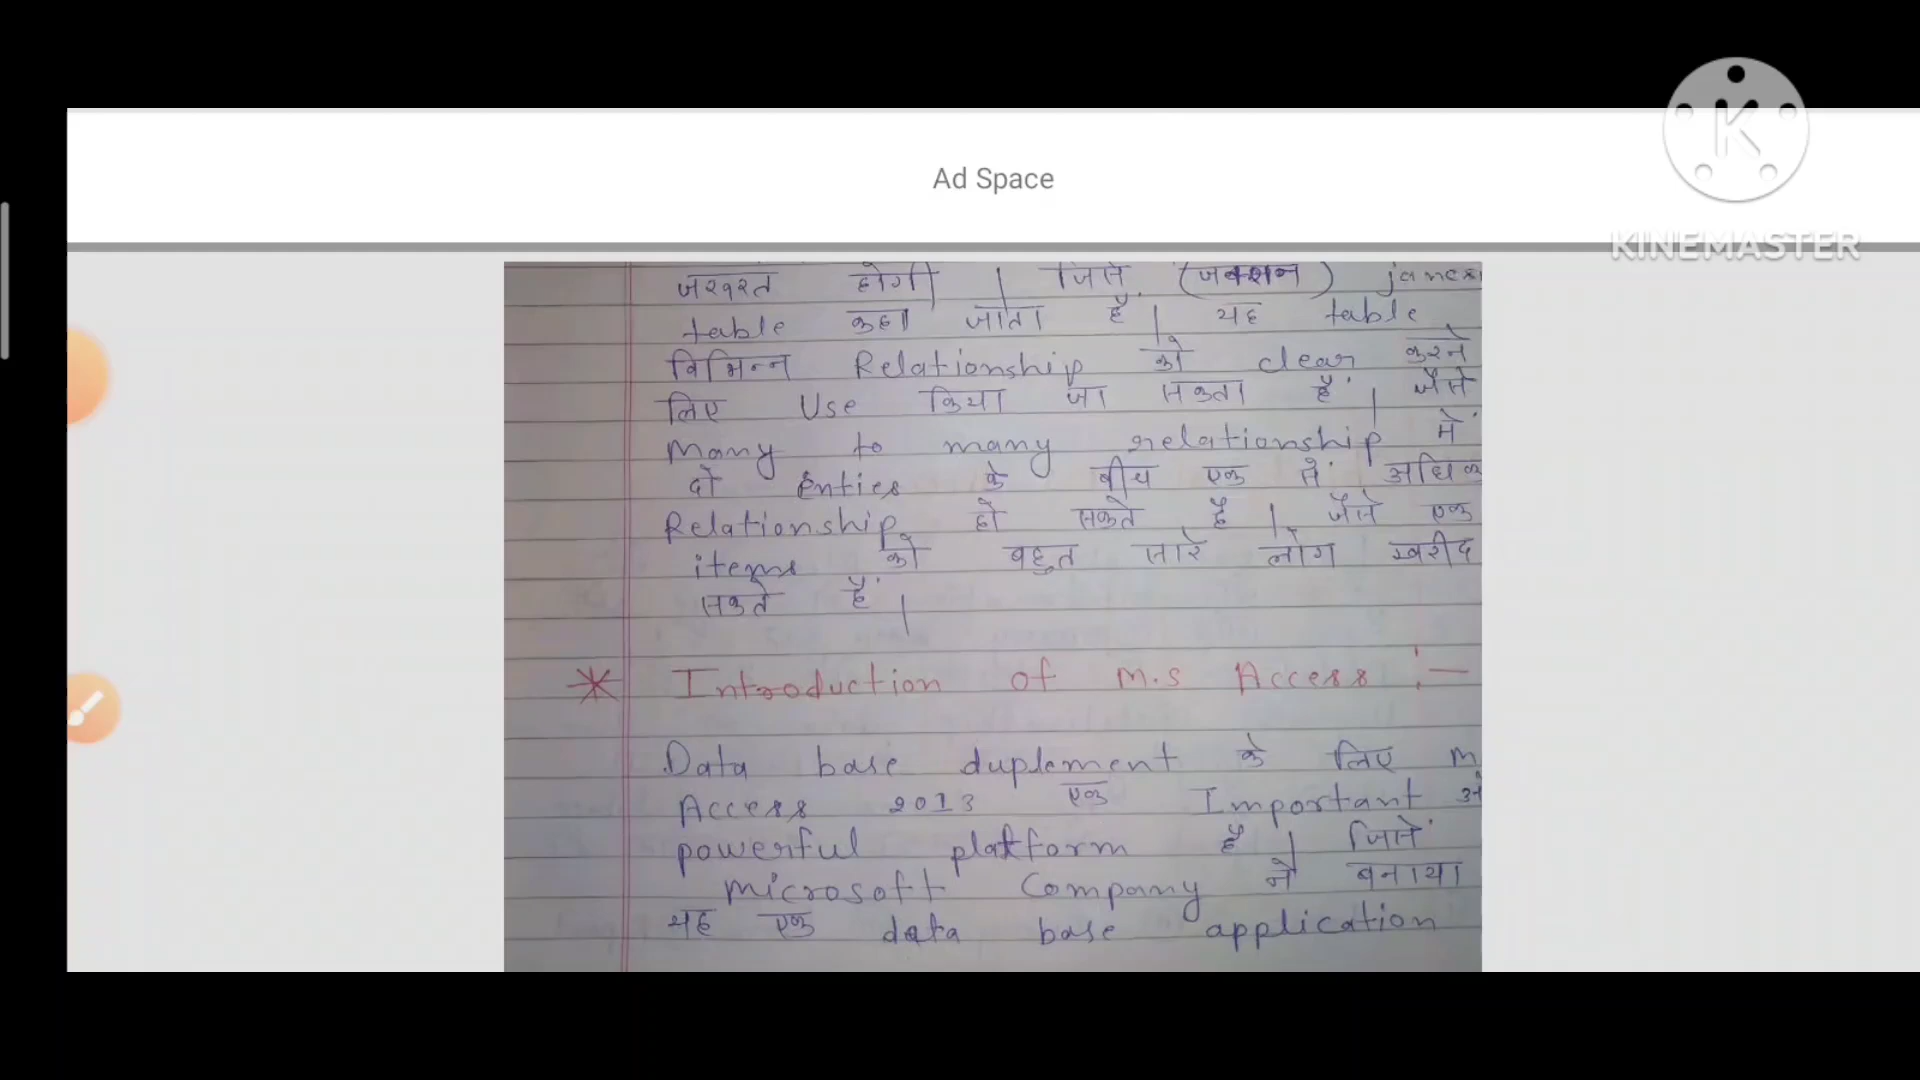 Ad Space
KINEMASTER
जरुरत होगी | जिसे (जंक्शन)
table कहा जाता है | यह table
विभिन्न Relationship को clear करने
लिए Use किया जा सकता है | जैसे
Many to many relationship में
दो Enties के बीच एक से अधिक
Relationship हो सकते है | जैसे एक
items को बहुत सारे लोग खरीद
सकते हैं |
* Introduction of M.S Access :-
Data base duplement के लिए M
Access 2013 एक Important
powerful platform है | जिसे
microsoft Company ने बनाया
यह एक data base application